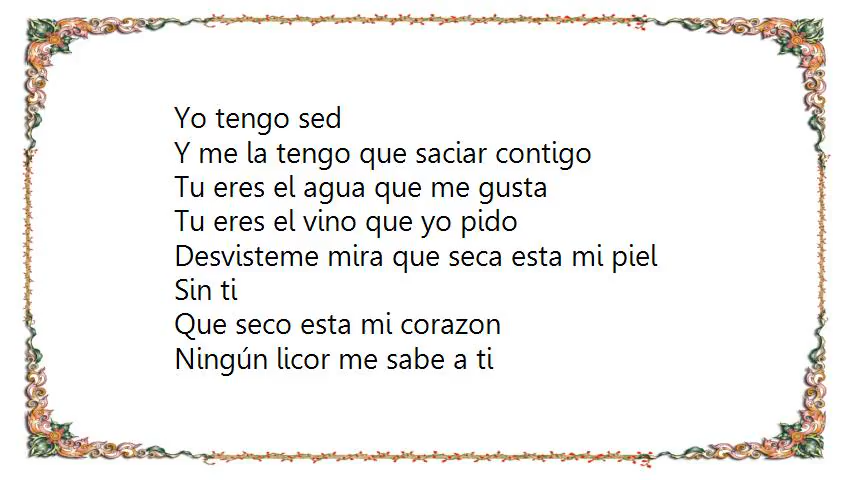 Yo tengo sed
Y me la tengo que saciar contigo
Tu eres el agua que me gusta
Tu eres el vino que yo pido
Desvisteme mira que seca esta mi piel
Sin ti
Que seco esta mi corazon
Ningún licor me sabe a ti